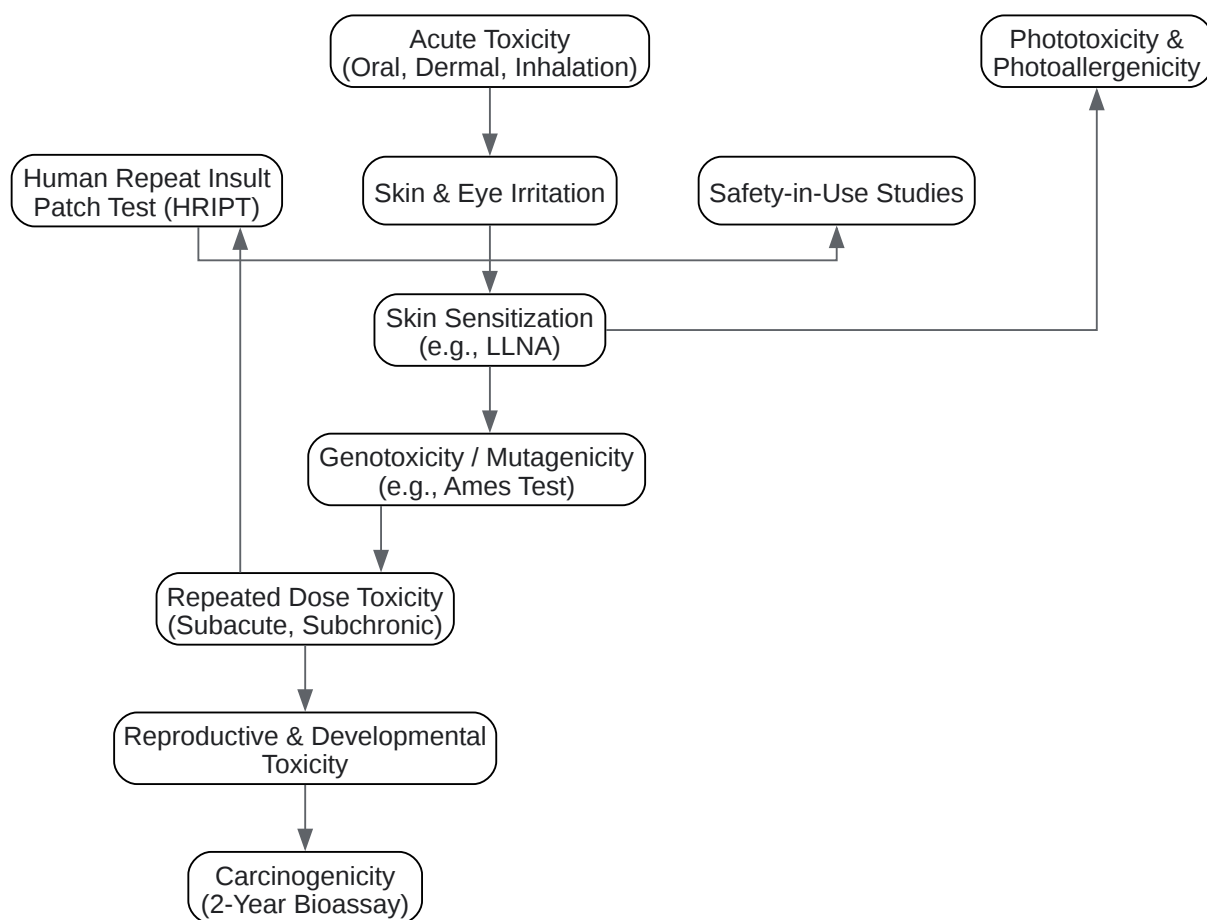 Acute Toxicity
(Oral, Dermal, Inhalation)
Phototoxicity &
Photoallergenicity
Human Repeat Insult
Patch Test (HRIPT)
Skin & Eye Irritation
Safety-in-Use Studies
Skin Sensitization
(e.g., LLNA)
Genotoxicity / Mutagenicity
(e.g., Ames Test)
Repeated Dose Toxicity
(Subacute, Subchronic)
Reproductive & Developmental
Toxicity
Carcinogenicity
(2-Year Bioassay)